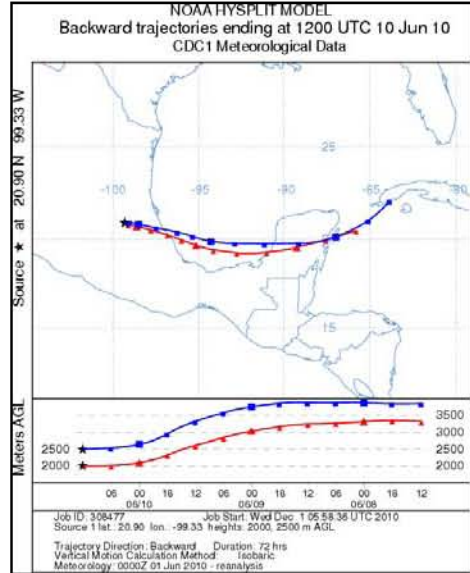 NOAA HYSPLIT MODEL
Backward trajectories ending at 1200 UTC 10 Jun 10
CDC1 Meteorological Data
Source ★ at 20.90 N 99.33 W
25
-100 -95 -90 -85
15
Meters AGL
3500
3000
2500
2000
06 00 18 12 06 00 18 12 06 00 18 12
06/10 06/09 06/08
Job ID: 308477 Job Start: Wed Dec 1 05:58:36 UTC 2010
Source 1 lat.: 20.90 lon.: -99.33 heights: 2000, 2500 m AGL
Trajectory Direction: Backward Duration: 72 hrs
Vertical Motion Calculation Method: Isobaric
Meteorology: 0000Z 01 Jun 2010 - reanalysis